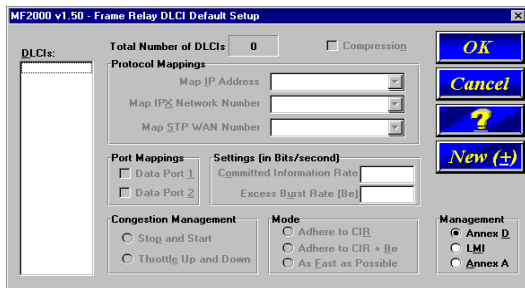 MF2000 v1.50 - Frame Relay DLCI Default Setup
DLCIs:
Total Number of DLCIs 0
Compression
OK
Protocol Mappings
Map IP Address
Map IPX Network Number
Map STP WAN Number
Cancel
?
New (+)
Port Mappings
Data Port 1
Data Port 2
Settings (in Bits/second)
Committed Information Rate
Excess Burst Rate (Be)
Congestion Management
Stop and Start
Throttle Up and Down
Mode
Adhere to CIR
Adhere to CIR + Be
As Fast as Possible
Management
Annex D
LMI
Annex A